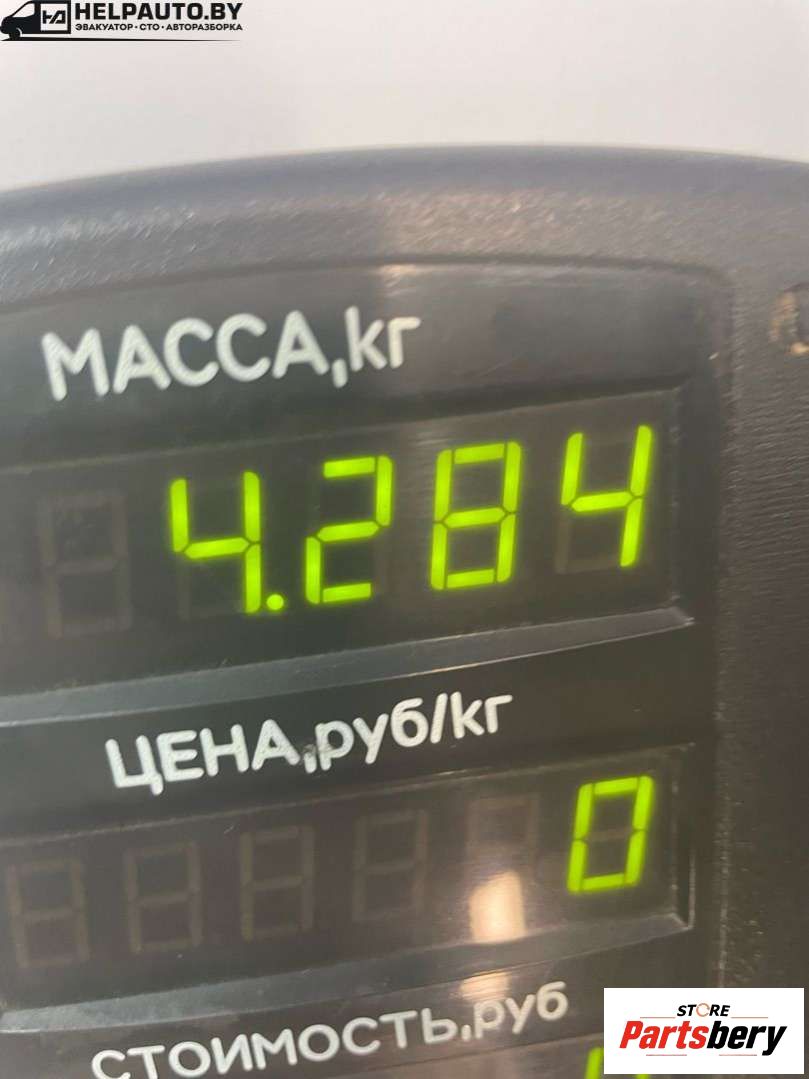 HELPAUTO.BY
ЭВАКУАТОР • СТО • АВТОРАЗБОРКА
МАССА,кг
4.284
ЦЕНА,руб/кг
0
СТОИМОСТЬ,руб
STORE
Partsbery